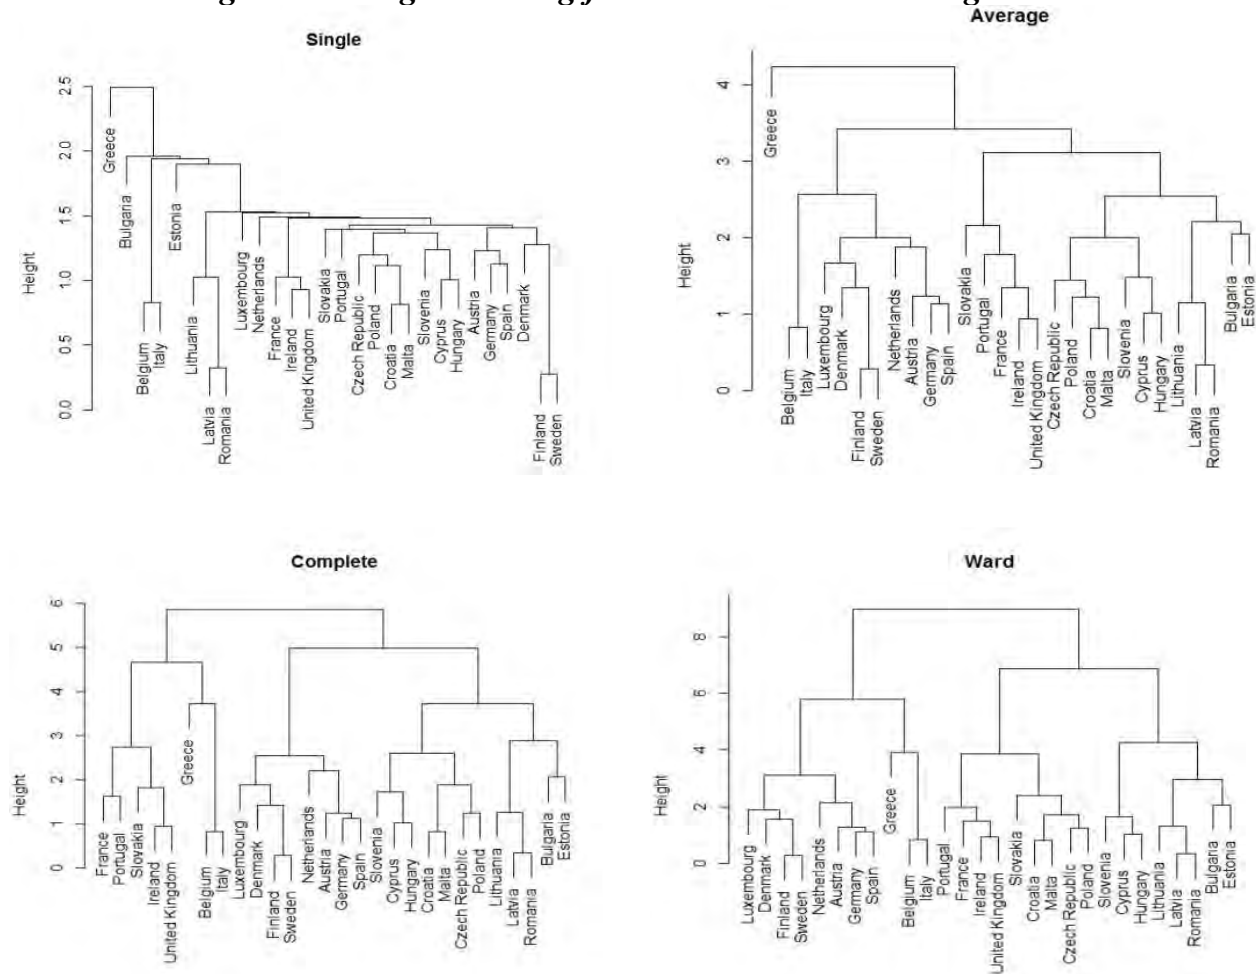 Single
Height
2.5
2.0
1.5
1.0
0.5
0.0
Greece
Bulgaria
Belgium
Italy
Estonia
Lithuania
Latvia
Romania
Luxembourg
Netherlands
France
Ireland
United Kingdom
Slovakia
Portugal
Czech Republic
Poland
Croatia
Malta
Slovenia
Cyprus
Hungary
Austria
Germany
Spain
Denmark
Finland
Sweden
Average
Height
4
3
2
1
0
Greece
Belgium
Italy
Luxembourg
Denmark
Finland
Sweden
Netherlands
Austria
Germany
Spain
Slovakia
Portugal
France
Ireland
United Kingdom
Czech Republic
Poland
Croatia
Malta
Slovenia
Cyprus
Hungary
Lithuania
Latvia
Romania
Bulgaria
Estonia
Complete
Height
6
5
4
3
2
1
0
France
Portugal
Slovakia
Ireland
United Kingdom
Greece
Belgium
Italy
Luxembourg
Denmark
Finland
Sweden
Netherlands
Austria
Germany
Spain
Slovenia
Cyprus
Hungary
Croatia
Malta
Czech Republic
Poland
Lithuania
Latvia
Romania
Bulgaria
Estonia
Ward
Height
8
6
4
2
0
Luxembourg
Denmark
Finland
Sweden
Netherlands
Austria
Germany
Spain
Greece
Belgium
Italy
Portugal
France
Ireland
United Kingdom
Slovakia
Croatia
Malta
Czech Republic
Poland
Slovenia
Cyprus
Hungary
Lithuania
Latvia
Romania
Bulgaria
Estonia